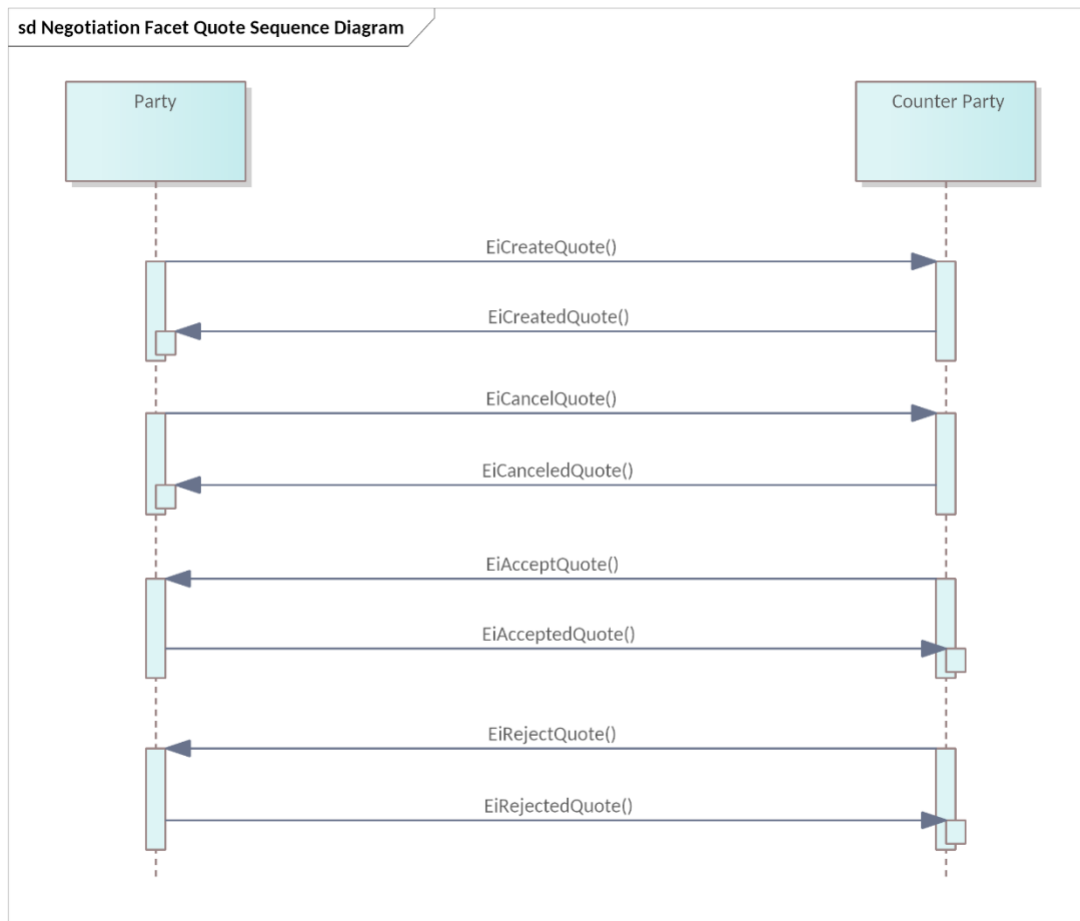 sd Negotiation Facet Quote Sequence Diagram
Party
Counter Party
EiCreateQuote()
EiCreatedQuote()
EiCancelQuote()
EiCanceledQuote()
EiAcceptQuote()
EiAcceptedQuote()
EiRejectQuote()
EiRejectedQuote()